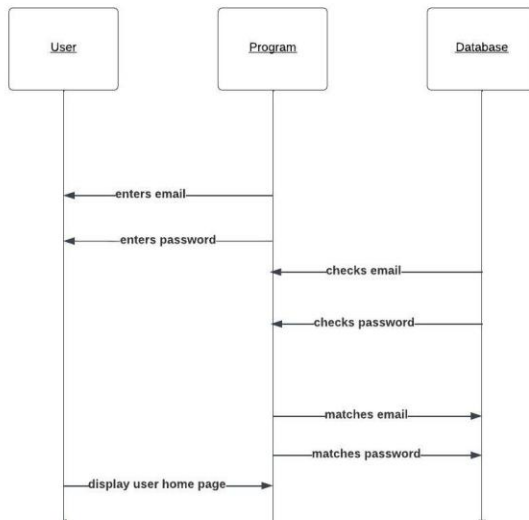 User
Program
Database
enters email
enters password
checks email
checks password
matches email
matches password
display user home page